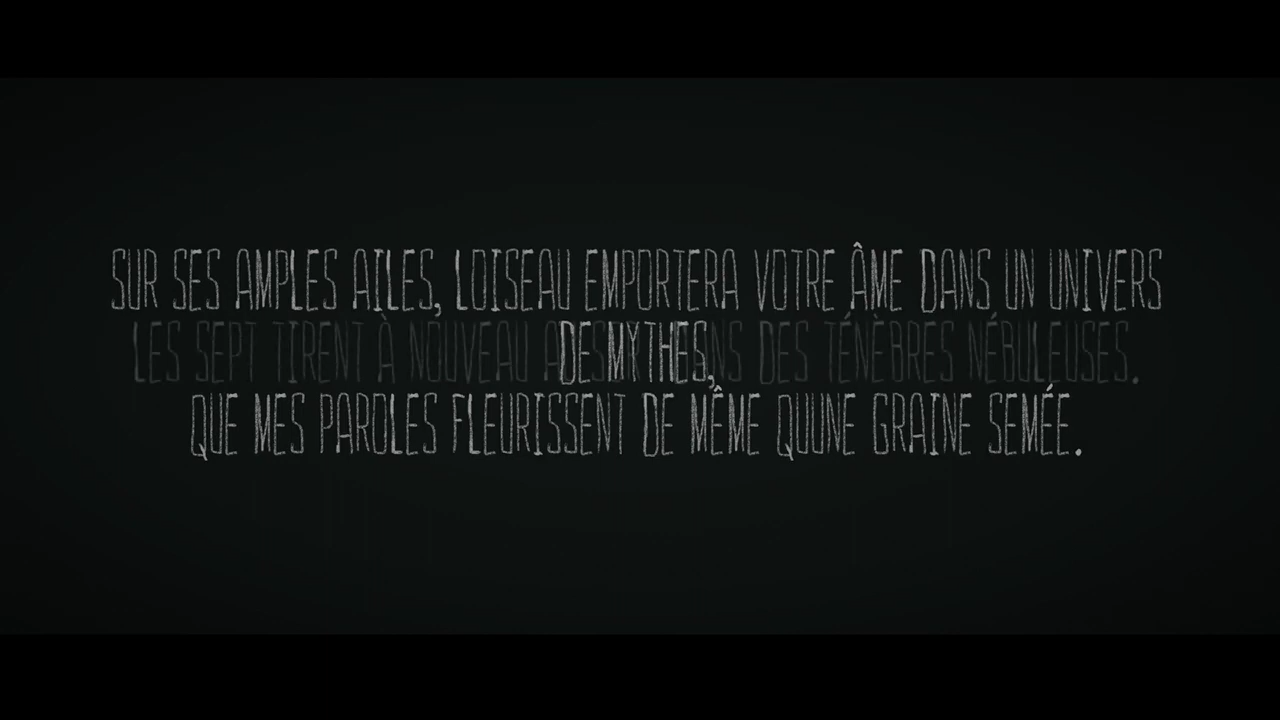 SUR SES AMPLES AILES, LOISEAU EMPORTERA VOTRE ÂME DANS UN UNIVERS
DE MYTHES,
LES SEPT TIRENT À NOUVEAU DES TÉNÈBRES NÉBULEUSES.
QUE MES PAROLES FLEURISSENT DE MÊME QUUNE GRAINE SEMÉE.